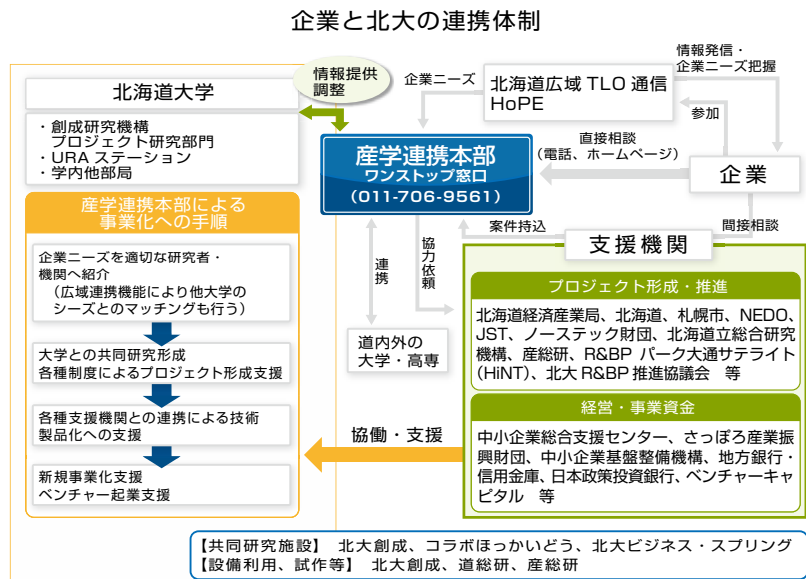 企業と北大の連携体制
北海道大学
・創成研究機構
プロジェクト研究部門
・URA ステーション
・学内他部局
情報提供
調整
企業ニーズ
北海道広域 TLO 通信
HoPE
情報発信・
企業ニーズ把握
参加
産学連携本部
ワンストップ窓口
(011-706-9561)
直接相談
(電話、ホームページ)
企業
案件持込
間接相談
連携
協力依頼
道内外の
大学・高専
産学連携本部による
事業化への手順
企業ニーズを適切な研究者・
機関へ紹介
(広域連携機能により他大学の
シーズとのマッチングも行う)
大学との共同研究形成
各種制度によるプロジェクト形成支援
各種支援機関との連携による技術
製品化への支援
新規事業化支援
ベンチャー起業支援
協働・支援
支援機関
プロジェクト形成・推進
北海道経済産業局、北海道、札幌市、NEDO、
JST、ノーステック財団、北海道立総合研究
機構、産総研、R&BP パーク大通サテライト
(HiNT)、北大 R&BP 推進協議会 等
経営・事業資金
中小企業総合支援センター、さっぽろ産業振
興財団、中小企業基盤整備機構、地方銀行・
信用金庫、日本政策投資銀行、ベンチャーキャ
ピタル 等
【共同研究施設】 北大創成、コラボほっかいどう、北大ビジネス・スプリング
【設備利用、試作等】 北大創成、道総研、産総研